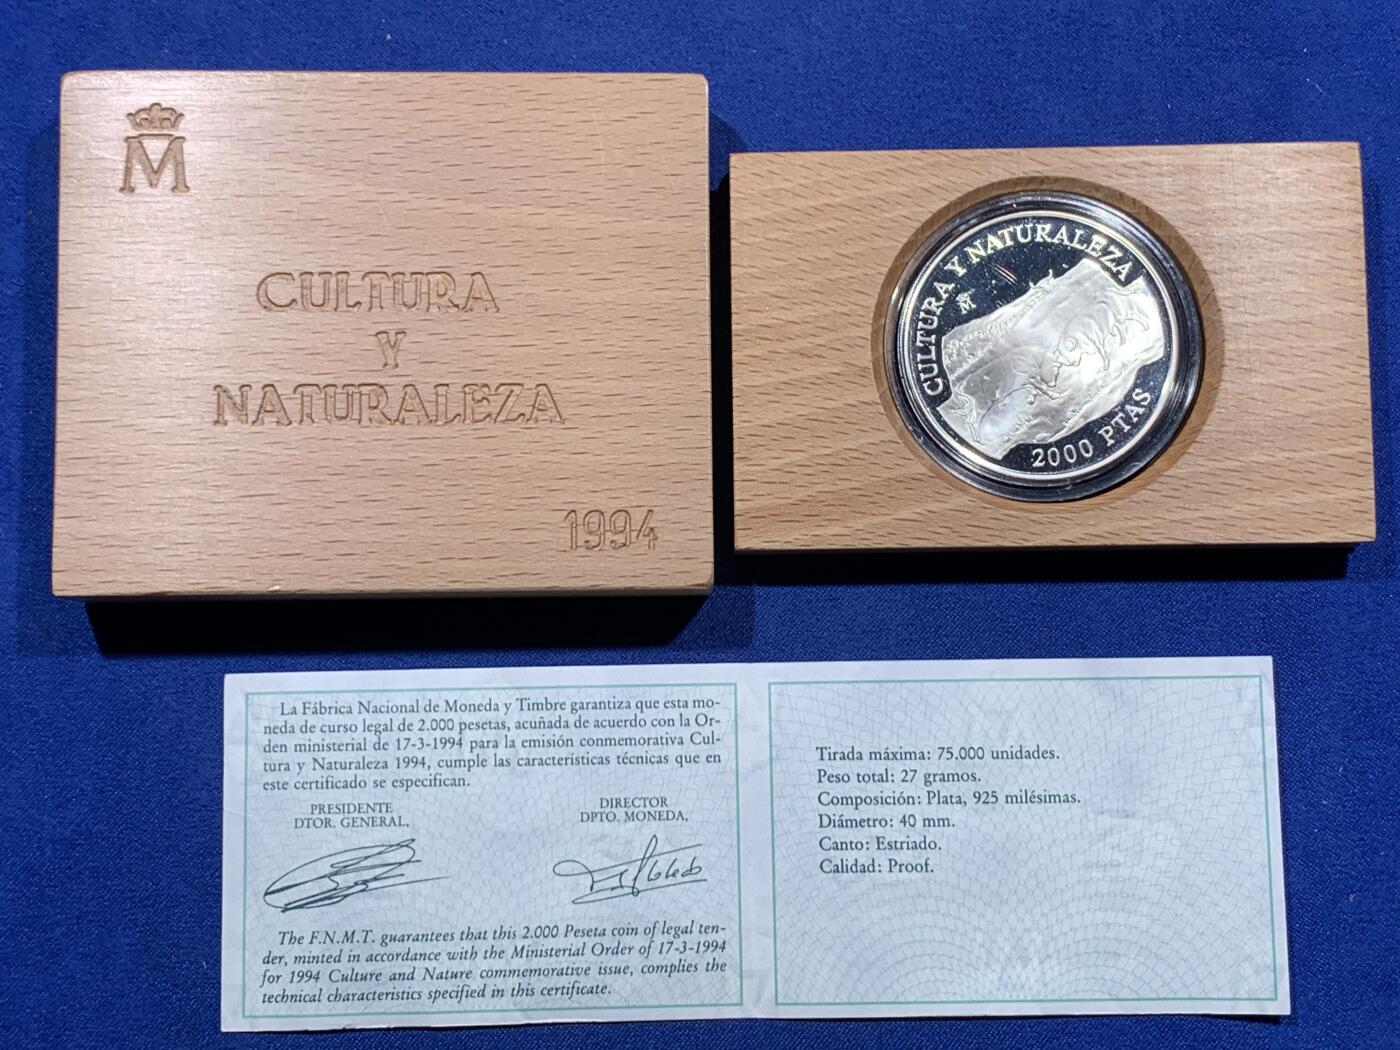 M
CULTURA
Y
NATURALEZA
1994
CULTURA Y NATURALEZA
M
2000 PTAS
La Fábrica Nacional de Moneda y Timbre garantiza que esta mo-
neda de curso legal de 2.000 pesetas, acuñada de acuerdo con la Or-
den ministerial de 17-3-1994 para la emisión conmemorativa Cul-
tura y Naturaleza 1994, cumple las características técnicas que en
este certificado se especifican.
PRESIDENTE
DTOR. GENERAL,
DIRECTOR
DPTO. MONEDA,
The F.N.M.T. guarantees that this 2.000 Peseta coin of legal ten-
der, minted in accordance with the Ministerial Order of 17-3-1994
for 1994 Culture and Nature commemorative issue, complies the
technical characteristics specified in this certificate.
Tirada máxima: 75.000 unidades.
Peso total: 27 gramos.
Composición: Plata, 925 milésimas.
Diámetro: 40 mm.
Canto: Estriado.
Calidad: Proof.